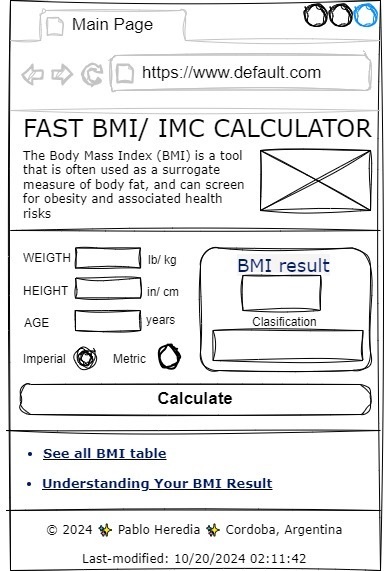 Main Page
https://www.default.com
FAST BMI/ IMC CALCULATOR
The Body Mass Index (BMI) is a tool
that is often used as a surrogate
measure of body fat, and can screen
for obesity and associated health
risks
WEIGTH lb/ kg
HEIGHT in/ cm
AGE years
Imperial Metric
BMI result
Clasification
Calculate
• See all BMI table
• Understanding Your BMI Result
© 2024 ✨ Pablo Heredia ✨ Cordoba, Argentina
Last-modified: 10/20/2024 02:11:42